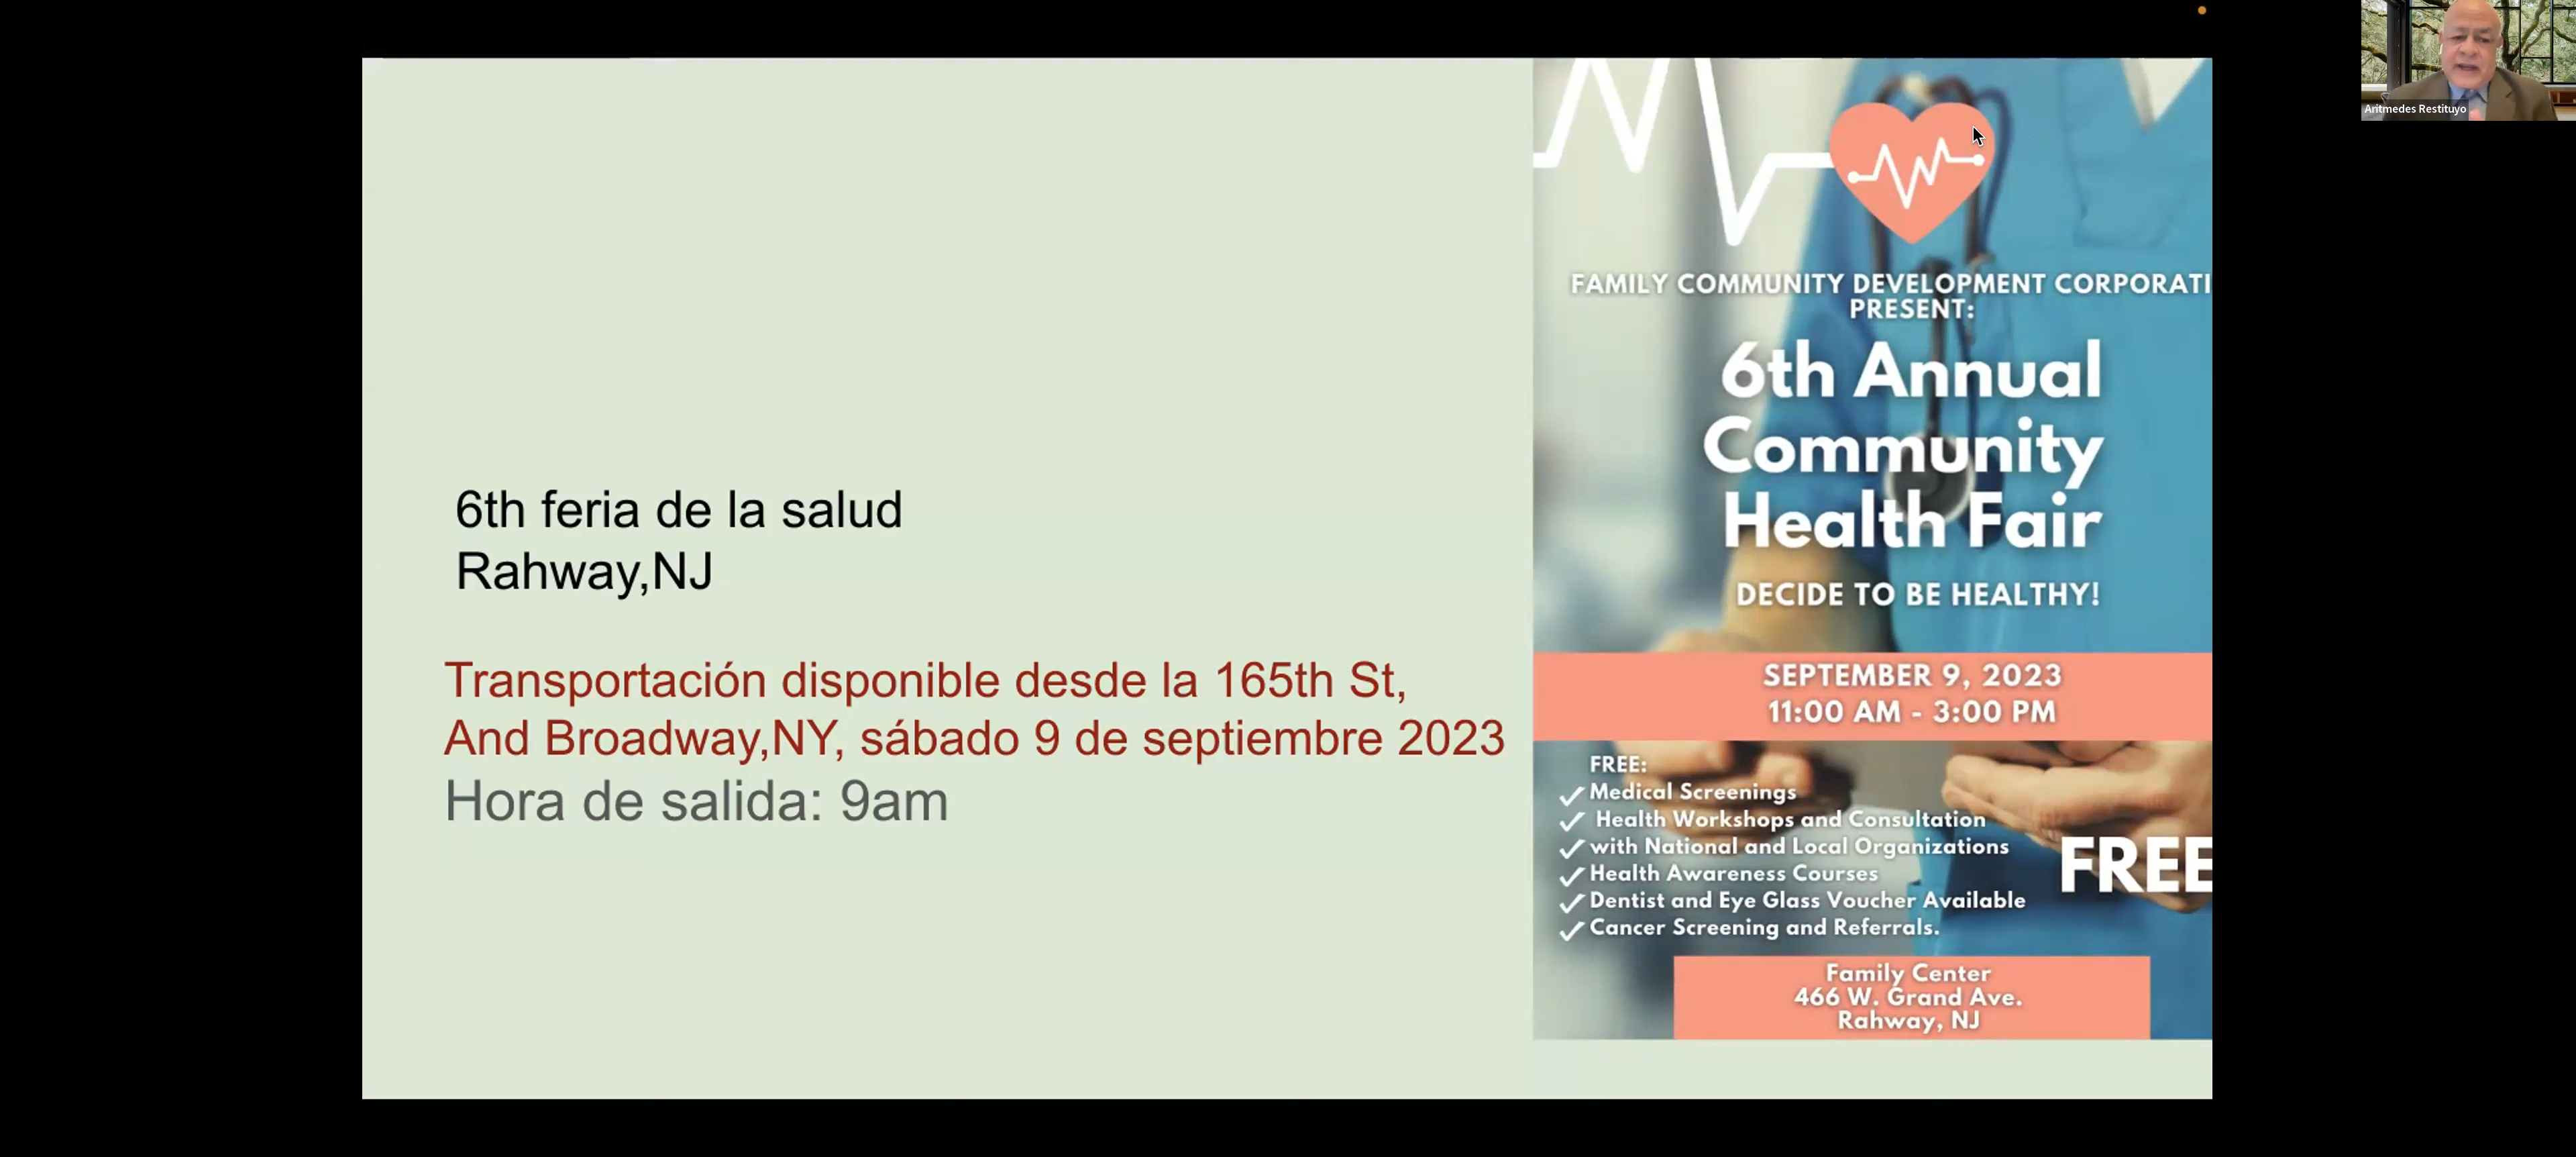 6th feria de la salud
Rahway,NJ
Transportación disponible desde la 165th St,
And Broadway,NY, sábado 9 de septiembre 2023
Hora de salida: 9am
FAMILY COMMUNITY DEVELOPMENT CORPORATI
PRESENT:
6th Annual
Community
Health Fair
DECIDE TO BE HEALTHY!
SEPTEMBER 9, 2023
11:00 AM - 3:00 PM
FREE:
Medical Screenings
Health Workshops and Consultation
with National and Local Organizations
Health Awareness Courses
Dentist and Eye Glass Voucher Available
Cancer Screening and Referrals.
FREE
Family Center
466 W. Grand Ave.
Rahway, NJ
Aritmedes Restituyo